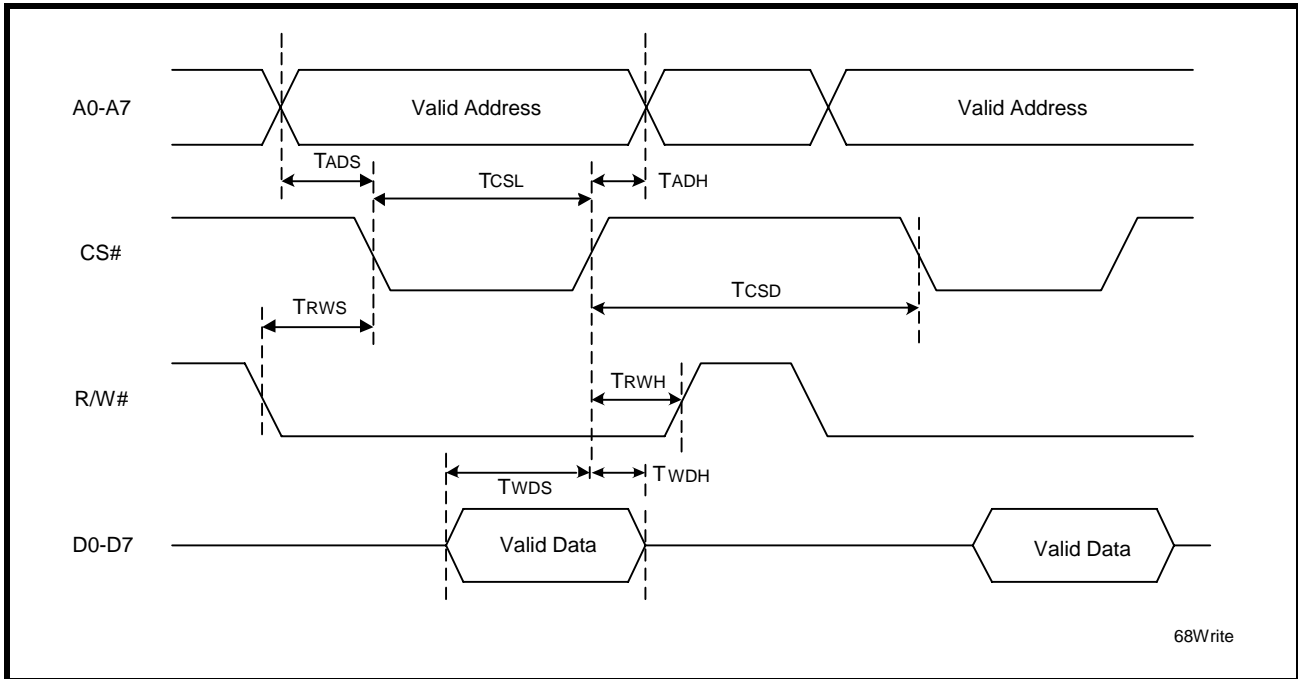 A0-A7
Valid Address
Valid Address
TADS
TCSL
TADH
CS#
TCSD
TRWS
TRWH
R/W#
TWDS
TWDH
D0-D7
Valid Data
Valid Data
68Write